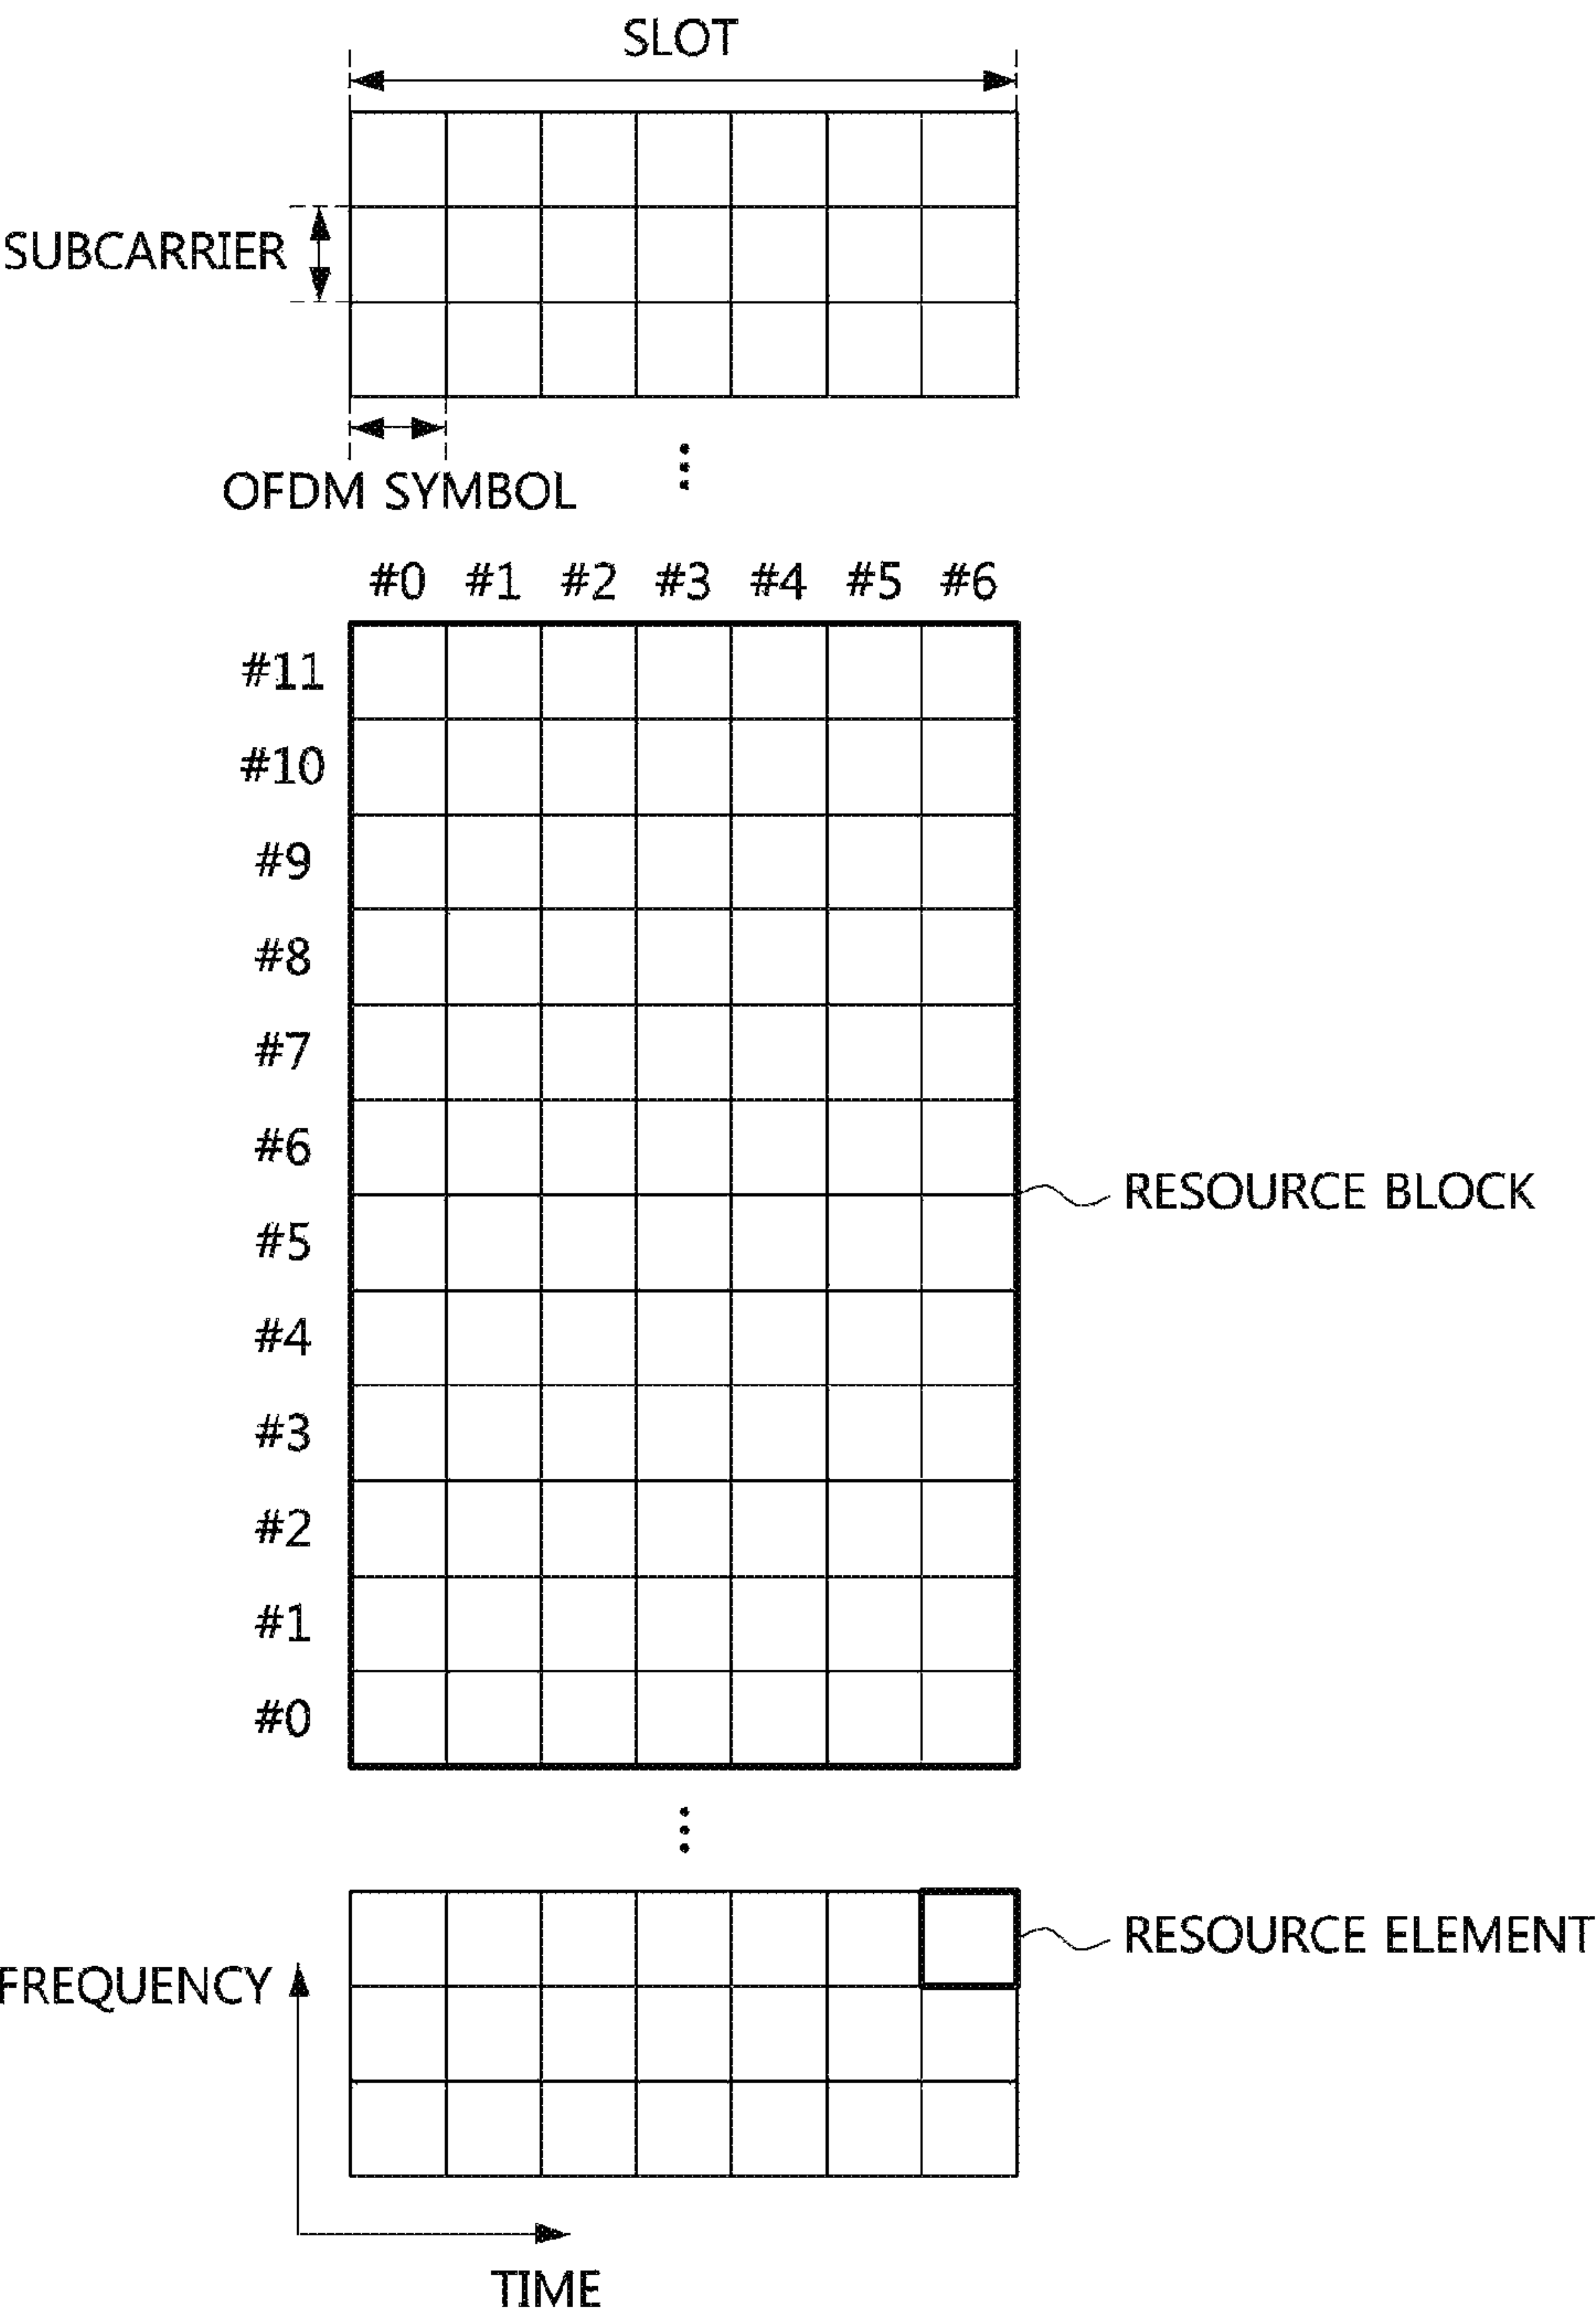 SLOT
SUBCARRIER
OFDM SYMBOL
#0 #1 #2 #3 #4 #5 #6
#11
#10
#9
#8
#7
#6
RESOURCE BLOCK
#5
#4
#3
#2
#1
#0
RESOURCE ELEMENT
FREQUENCY
TIME